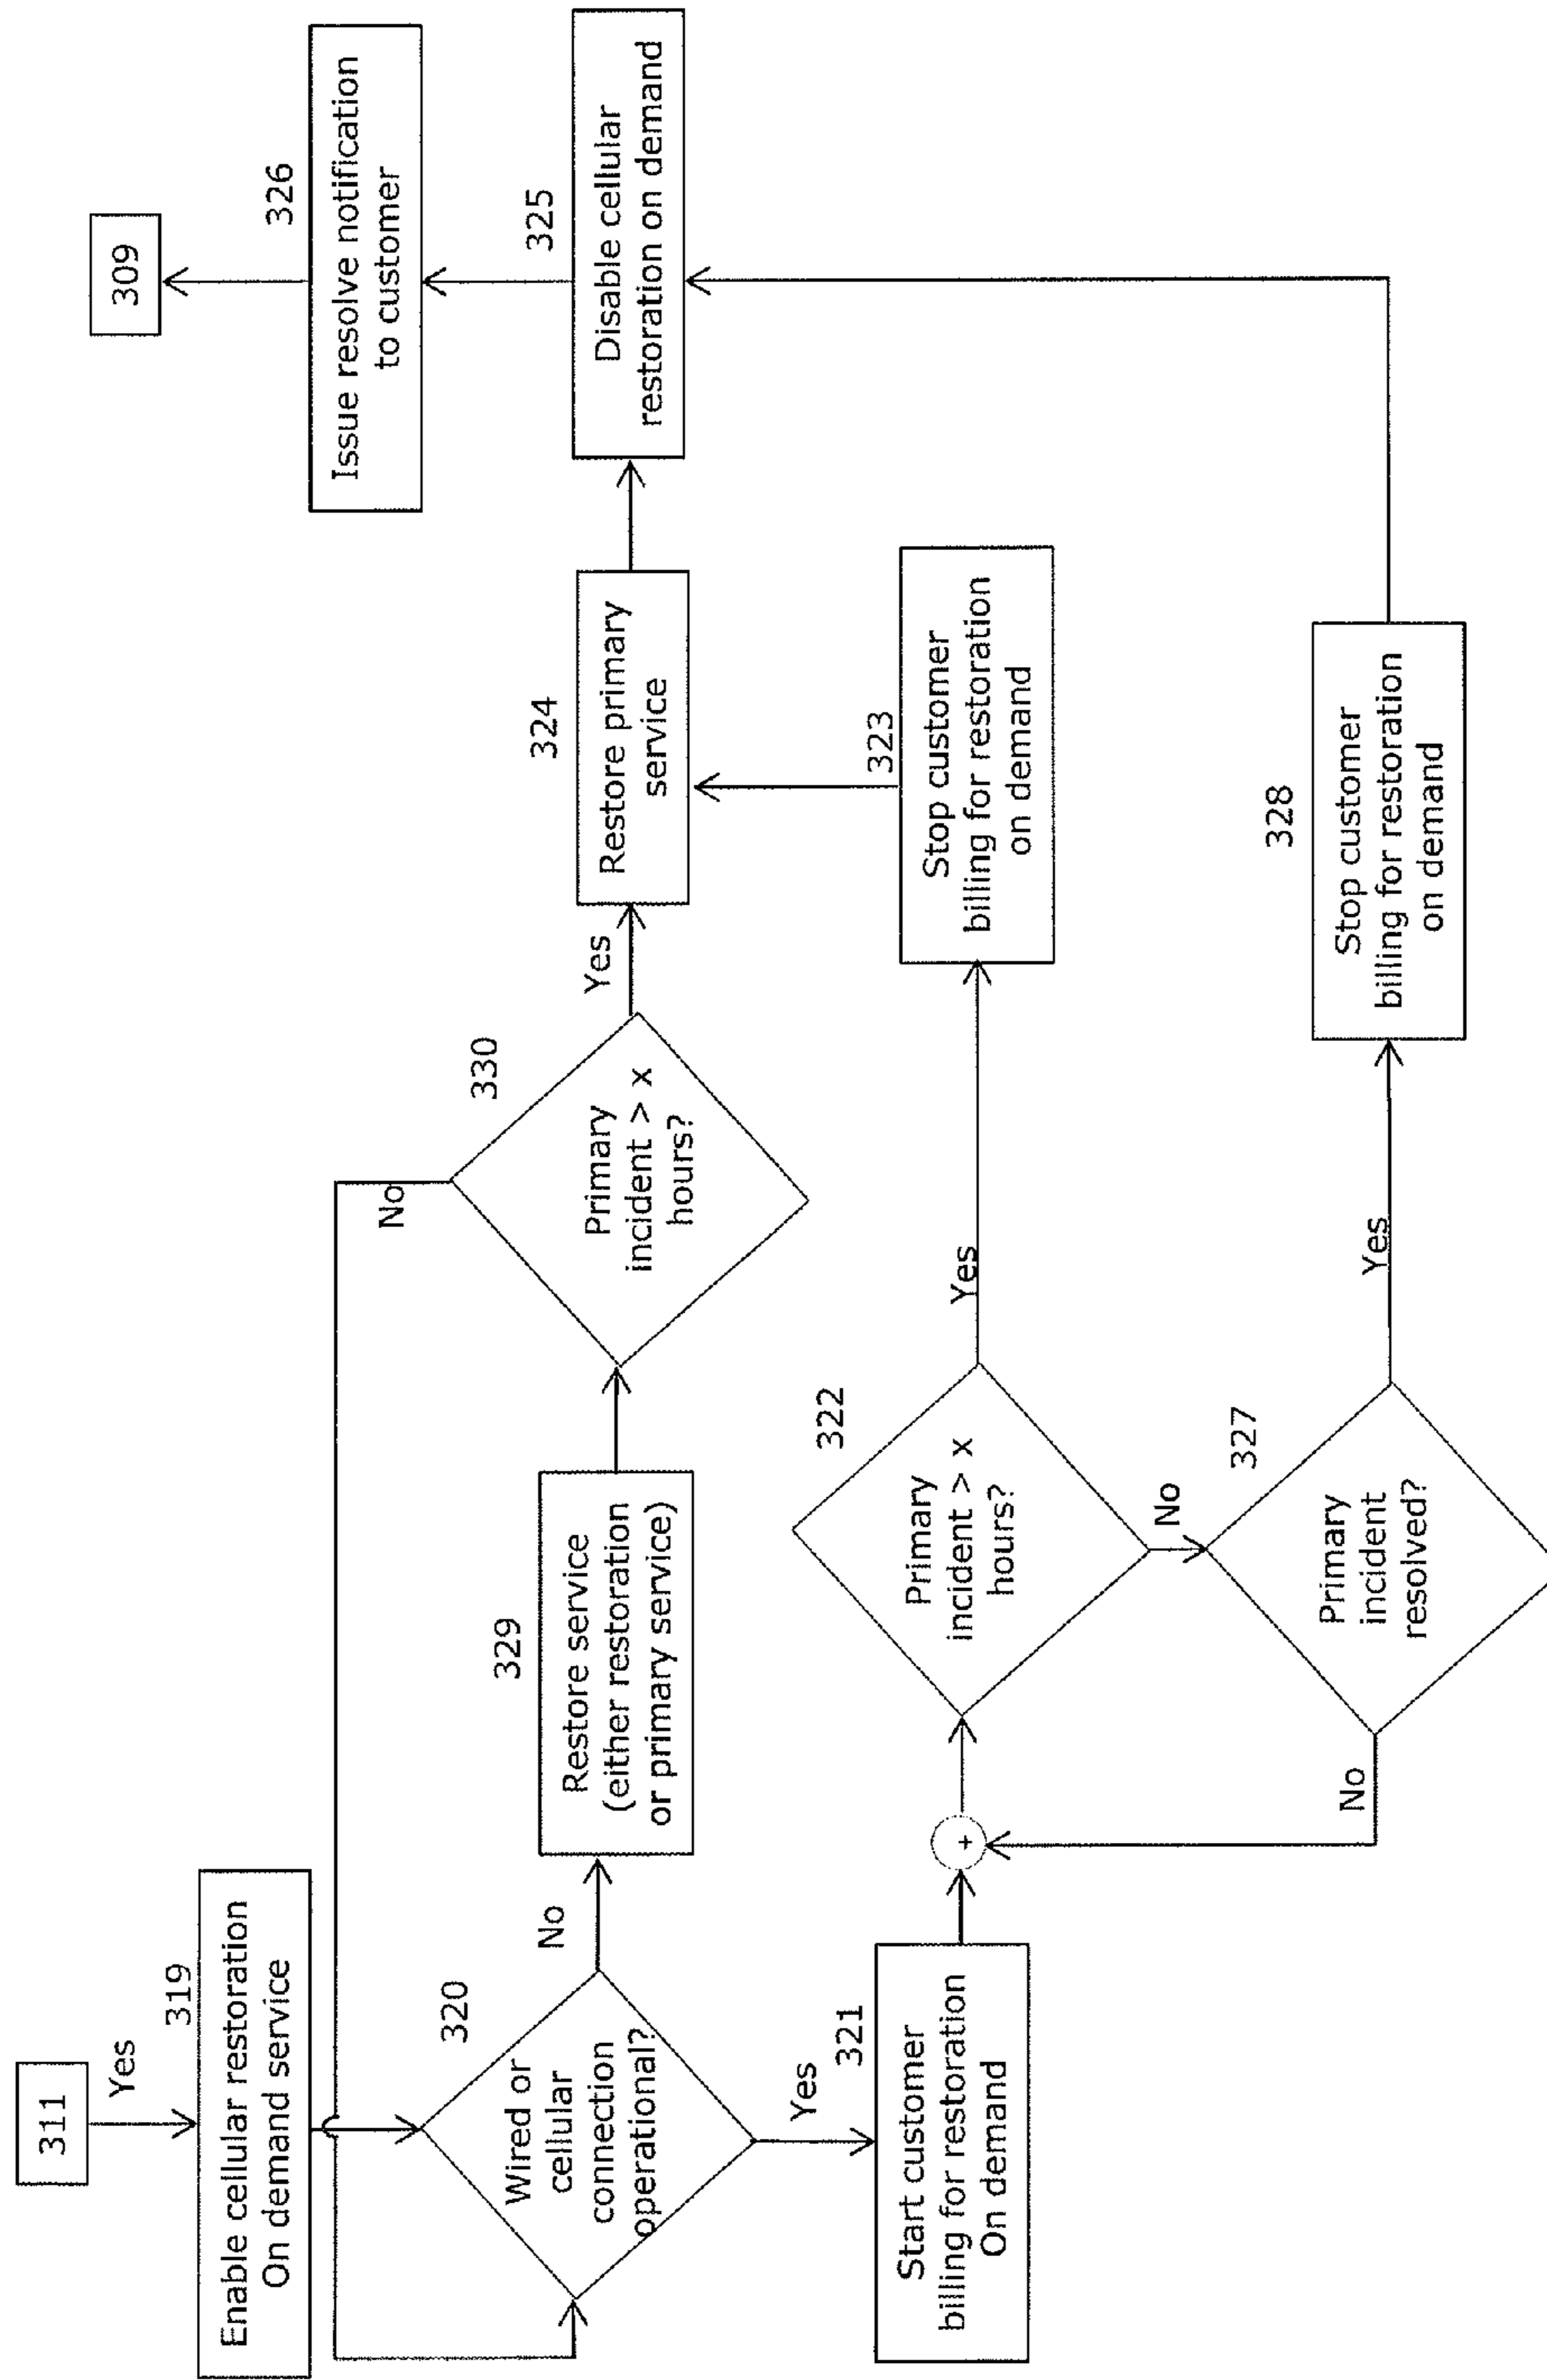 311
Yes
319
Enable cellular restoration
On demand service
320
Wired or
cellular
connection
operational?
No
Yes
321
Start customer
billing for restoration
On demand
+
329
Restore service
(either restoration
or primary service)
330
Primary
incident > x
hours?
No
Yes
322
Primary
incident > x
hours?
Yes
No
327
Primary
incident
resolved?
No
Yes
324
Restore primary
service
323
Stop customer
billing for restoration
on demand
328
Stop customer
billing for restoration
on demand
309
326
Issue resolve notification
to customer
325
Disable cellular
restoration on demand